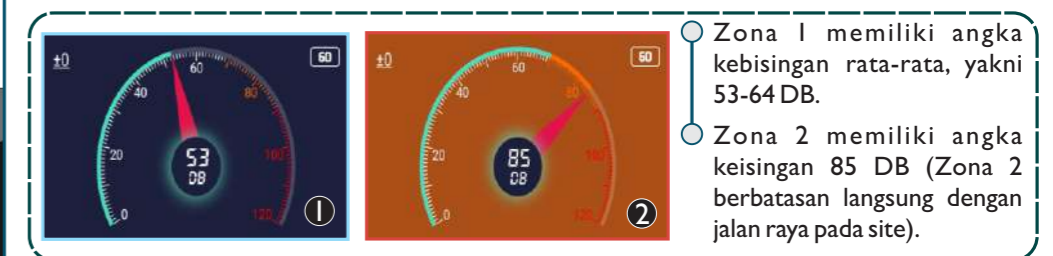 ±0
60
0
20
40
60
80
100
120
53
DB
1
±0
60
0
20
40
60
80
100
120
85
DB
2
Zona 1 memiliki angka
kebisingan rata-rata, yakni
53-64 DB.
Zona 2 memiliki angka
keisingan 85 DB (Zona 2
berbatasan langsung dengan
jalan raya pada site).